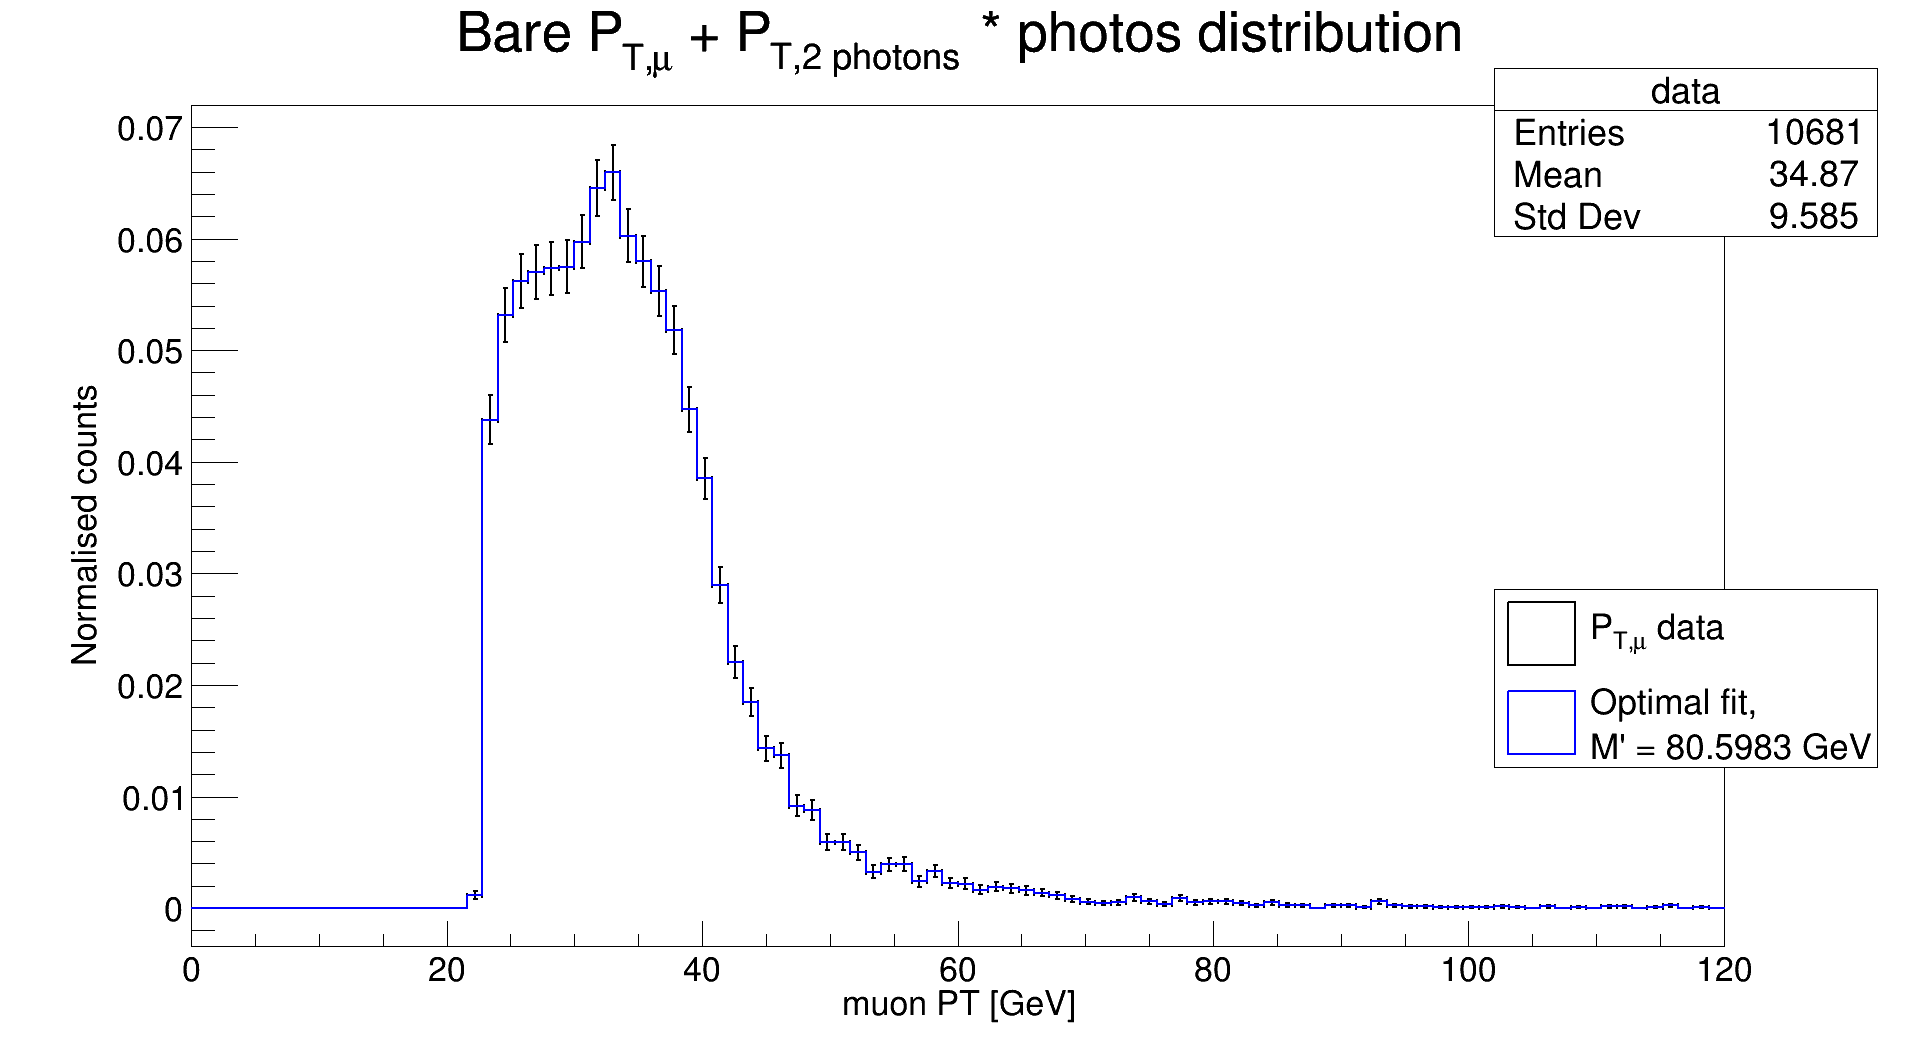 Bare P_T,μ + P_T,2 photons * photos distribution
data
Entries 10681
Mean 34.87
Std Dev 9.585
0.07
0.06
0.05
0.04
0.03
0.02
0.01
0
Normalised counts
P_T,μ data
Optimal fit,
M' = 80.5983 GeV
0 20 40 60 80 100 120
muon PT [GeV]